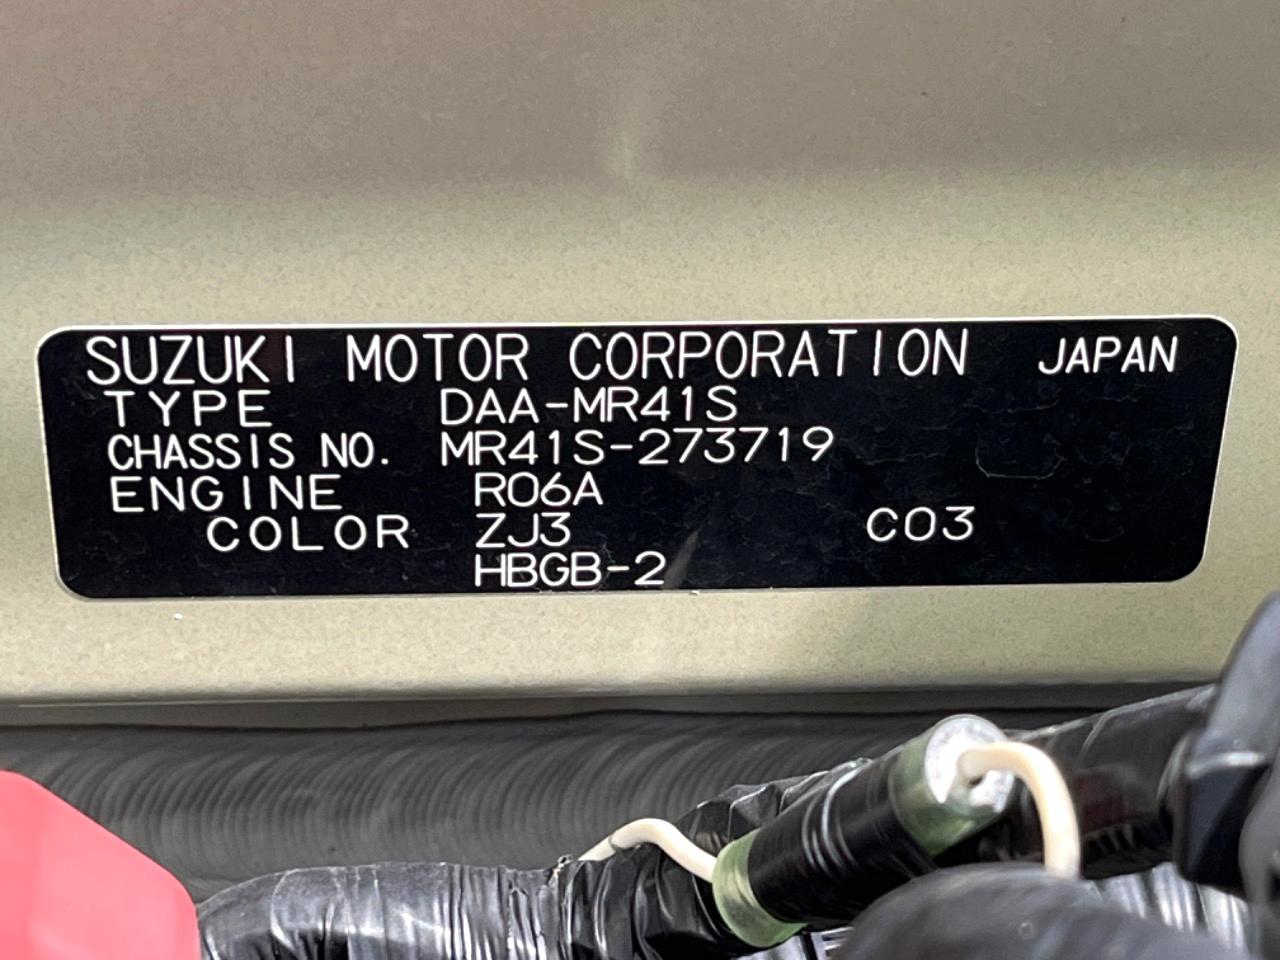 SUZUKI MOTOR CORPORATION JAPAN
TYPE DAA-MR41S
CHASSIS NO. MR41S-273719
ENGINE R06A
COLOR ZJ3 C03
HBGB-2